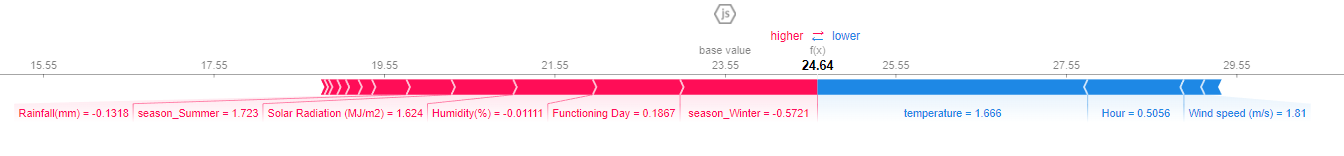 js
higher ⇄ lower
base value f(x)
15.55 17.55 19.55 21.55 23.55 24.64 25.55 27.55 29.55
Rainfall(mm) = -0.1318 season_Summer = 1.723 Solar Radiation (MJ/m2) = 1.624 Humidity(%) = -0.01111 Functioning Day = 0.1867 season_Winter = -0.5721 temperature = 1.666 Hour = 0.5056 Wind speed (m/s) = 1.81